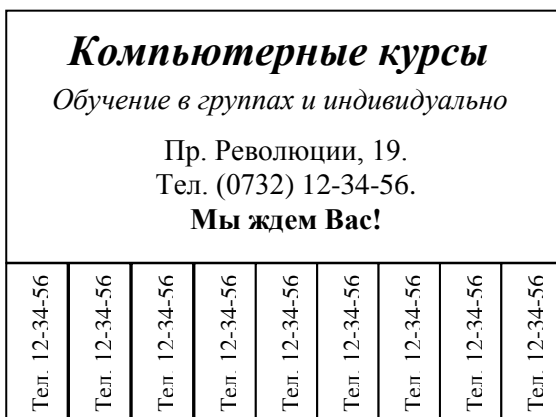 Компьютерные курсы
Обучение в группах и индивидуально
Пр. Революции, 19.
Тел. (0732) 12-34-56.
Мы ждем Вас!
Тел. 12-34-56
Тел. 12-34-56
Тел. 12-34-56
Тел. 12-34-56
Тел. 12-34-56
Тел. 12-34-56
Тел. 12-34-56
Тел. 12-34-56
Тел. 12-34-56